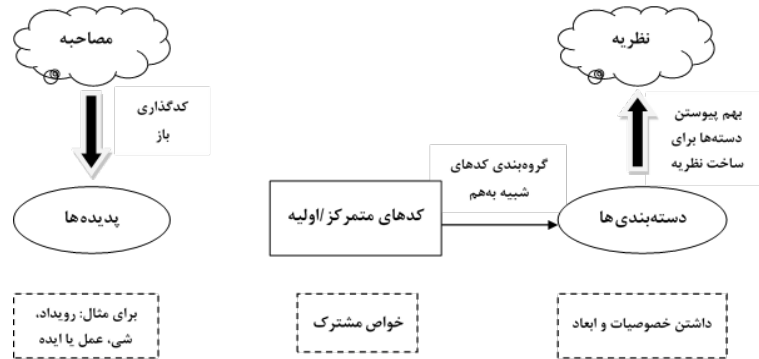 مصاحبه
کدگذاری
باز
پدیده‌ها
برای مثال: رویداد،
شی، عمل یا ایده
کدهای متمرکز/اولیه
خواص مشترک
گروه‌بندی کدهای
شبیه به‌هم
نظریه
بهم پیوستن
دسته‌ها برای
ساخت نظریه
دسته‌بندی‌ها
داشتن خصوصیات و ابعاد